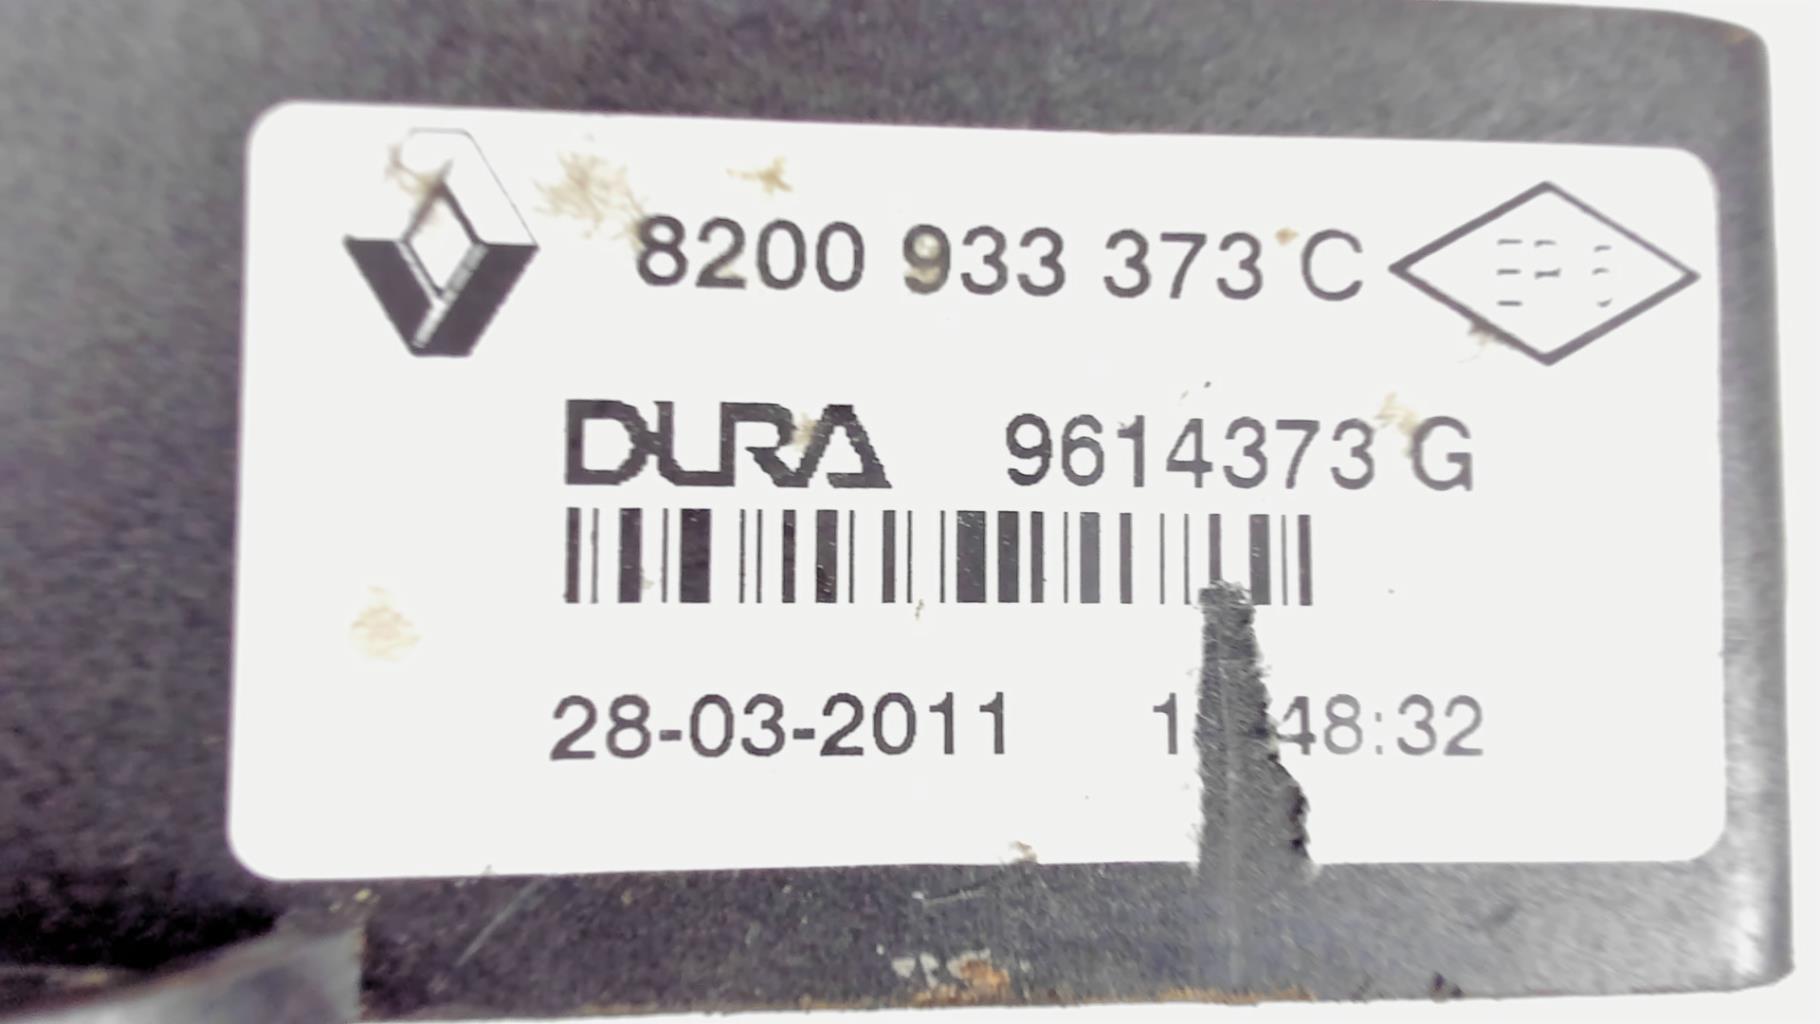 8200 933 373 C
DURA 9614373 G
28-03-2011 48:32